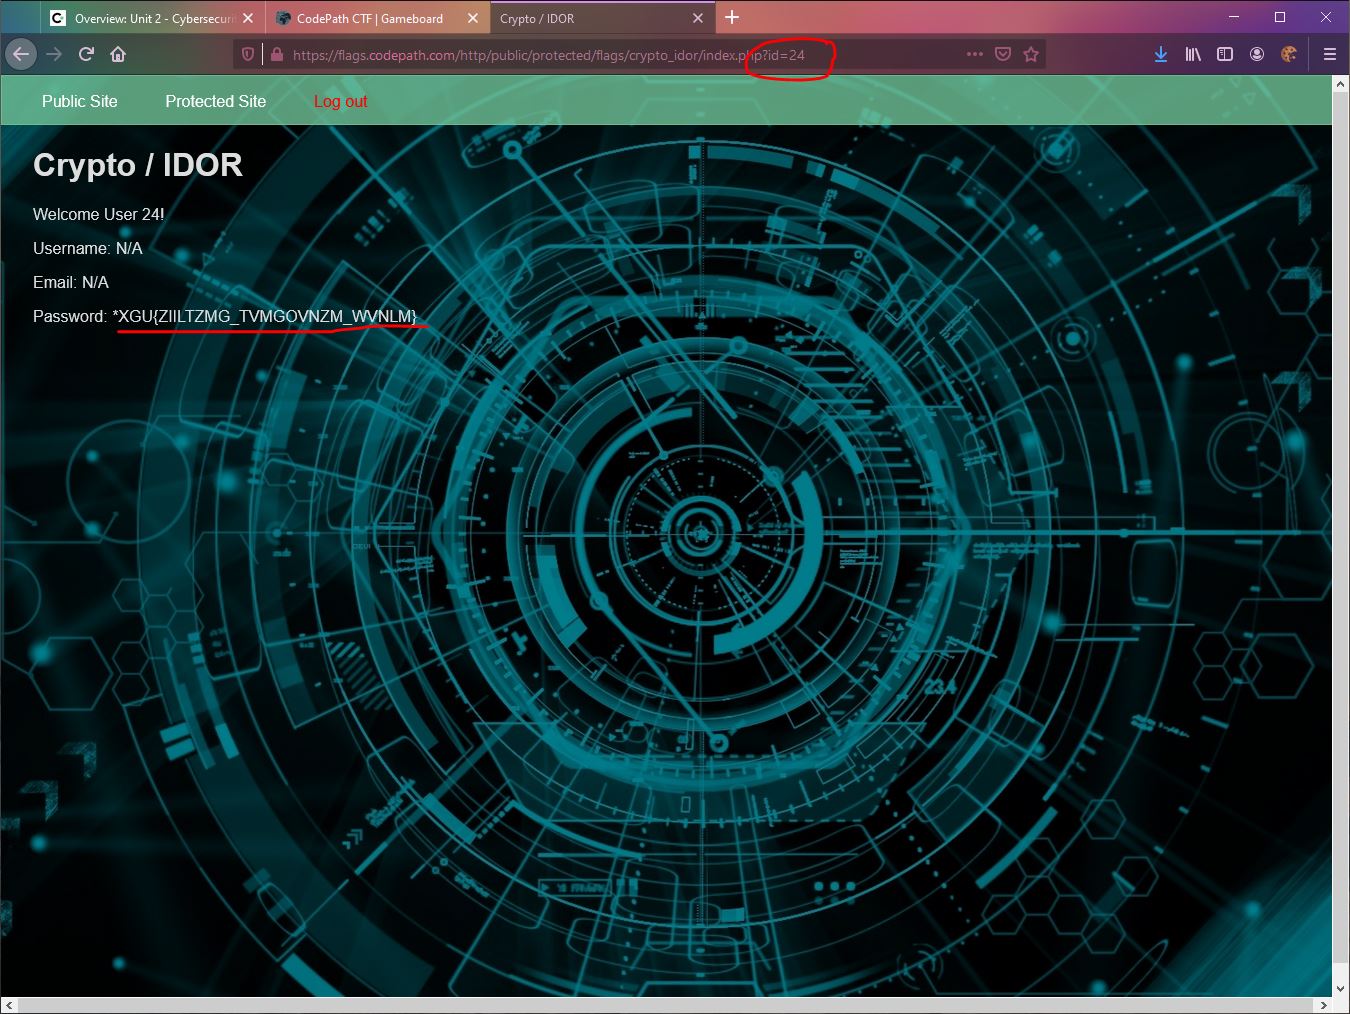 Overview: Unit 2 - Cybersecuri
CodePath CTF | Gameboard
Crypto / IDOR
https://flags.codepath.com/http/public/protected/flags/crypto_idor/index.php?id=24
Public Site
Protected Site
Log out
Crypto / IDOR
Welcome User 24!
Username: N/A
Email: N/A
Password: *XGU{ZIILTZMG_TVMGOVNZM_WVNLM}
23.4